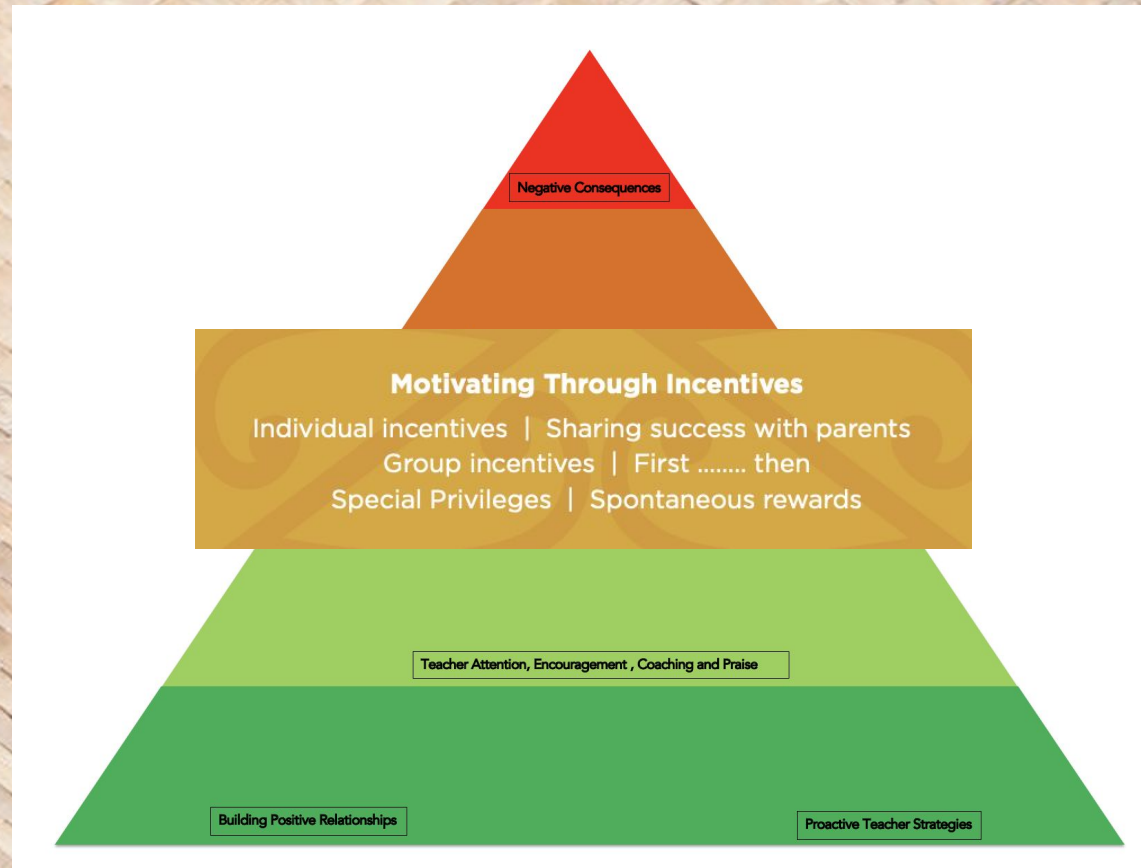 Negative Consequences
Motivating Through Incentives
Individual incentives | Sharing success with parents
Group incentives | First ........ then
Special Privileges | Spontaneous rewards
Teacher Attention, Encouragement , Coaching and Praise
Building Positive Relationships
Proactive Teacher Strategies